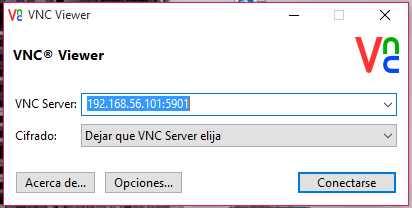 VNC Viewer
VNC® Viewer
VNC
VNC Server: 192.168.56.101:5901
Cifrado: Dejar que VNC Server elija
Acerca de... Opciones... Conectarse